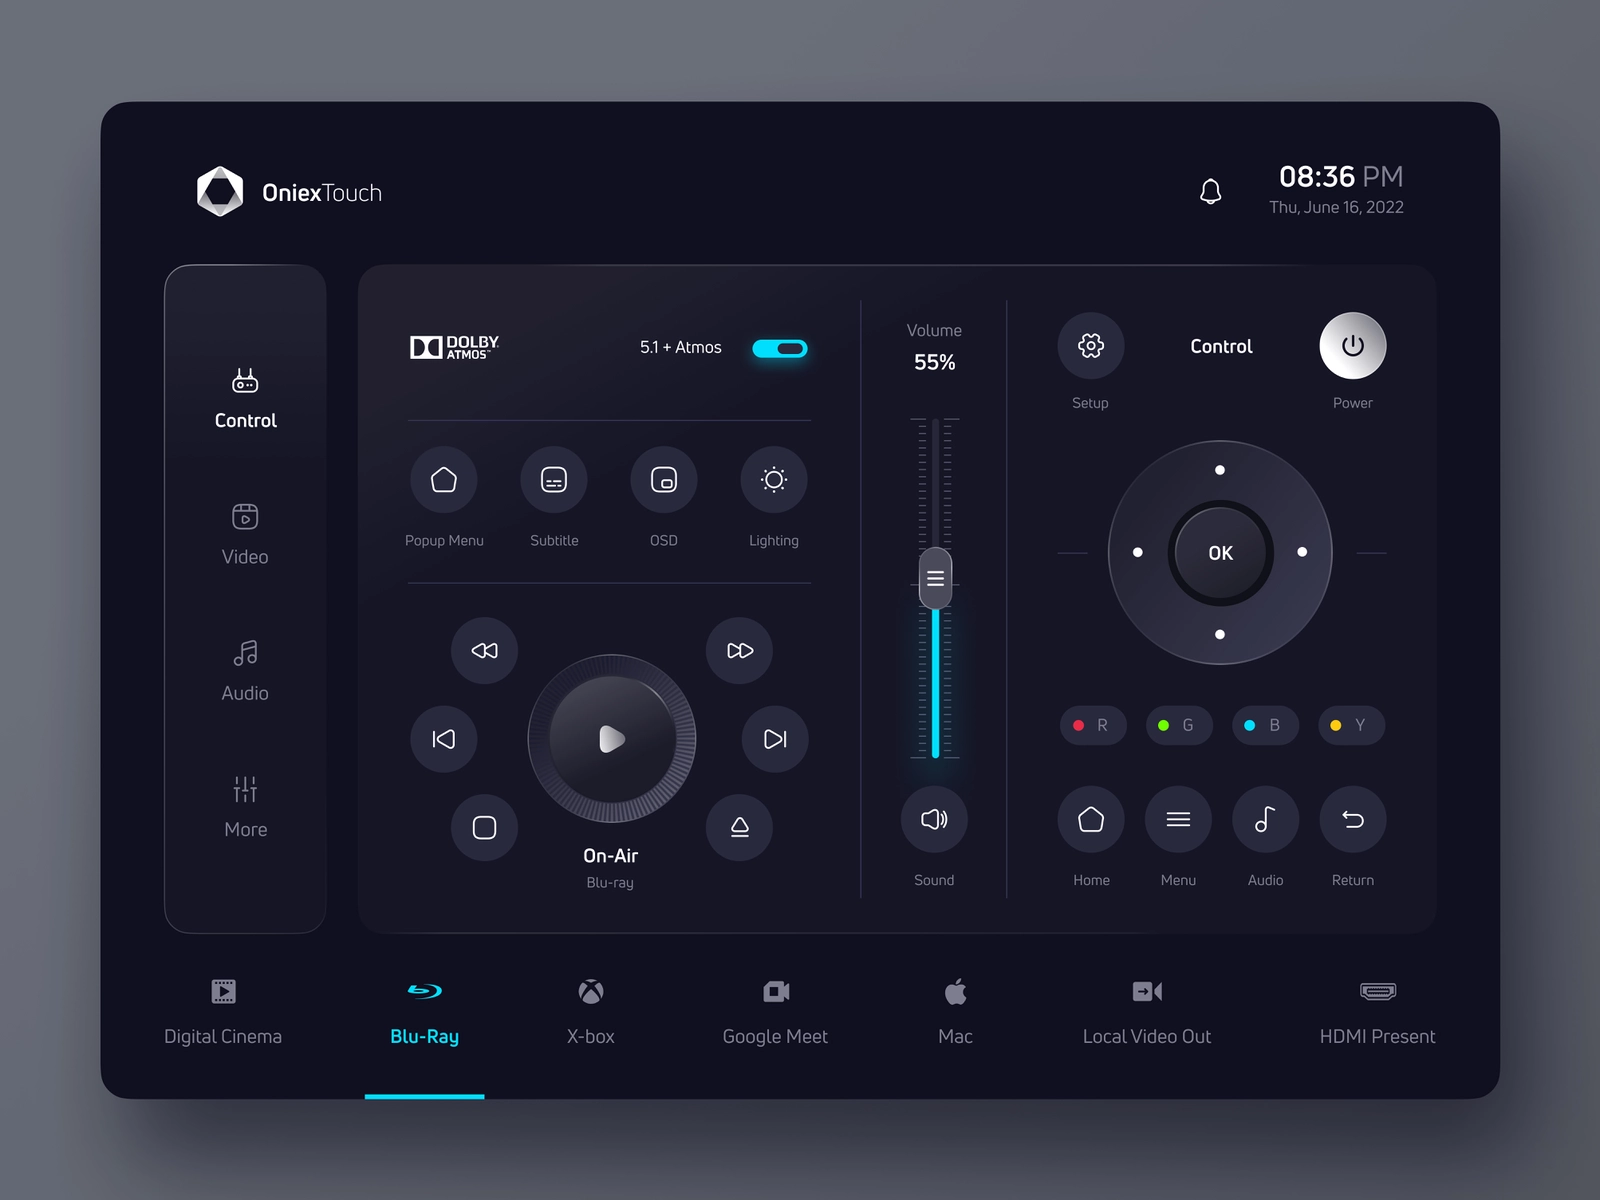 OniexTouch
08:36 PM
Thu, June 16, 2022
Control
Video
Audio
More
DOLBY
ATMOS™
5.1 + Atmos
Popup Menu
Subtitle
OSD
Lighting
On-Air
Blu-ray
Volume
55%
Sound
Setup
Control
Power
OK
R
G
B
Y
Home
Menu
Audio
Return
Digital Cinema
Blu-Ray
X-box
Google Meet
Mac
Local Video Out
HDMI Present